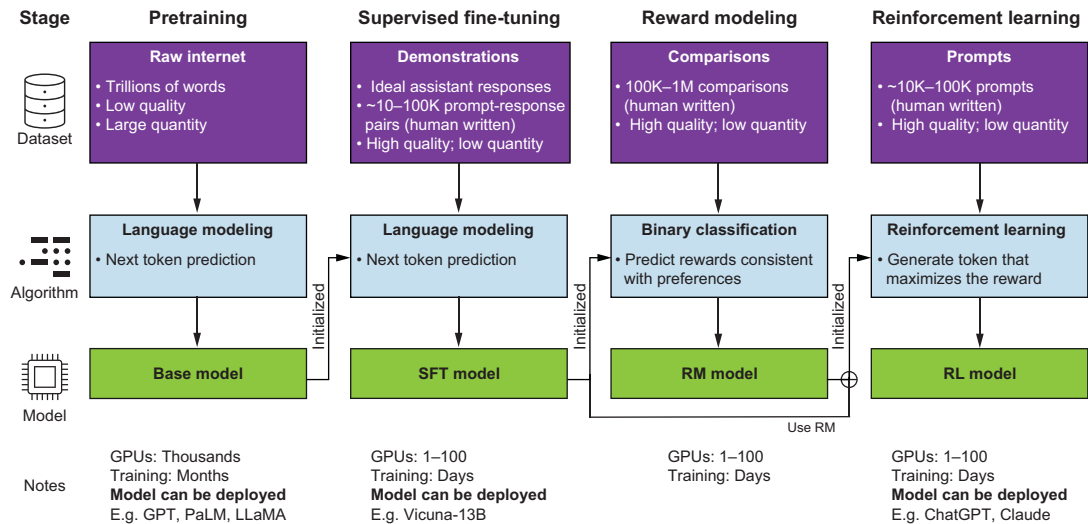 Stage
Pretraining
Supervised fine-tuning
Reward modeling
Reinforcement learning
Dataset
Raw internet
• Trillions of words
• Low quality
• Large quantity
Demonstrations
• Ideal assistant responses
• ~10–100K prompt-response
pairs (human written)
• High quality; low quantity
Comparisons
• 100K–1M comparisons
(human written)
• High quality; low quantity
Prompts
• ~10K–100K prompts
(human written)
• High quality; low quantity
Algorithm
Language modeling
• Next token prediction
Initialized
Language modeling
• Next token prediction
Initialized
Binary classification
• Predict rewards consistent
with preferences
Initialized
Reinforcement learning
• Generate token that
maximizes the reward
Model
Base model
SFT model
RM model
RL model
Use RM
Notes
GPUs: Thousands
Training: Months
Model can be deployed
E.g. GPT, PaLM, LLaMA
GPUs: 1–100
Training: Days
Model can be deployed
E.g. Vicuna-13B
GPUs: 1–100
Training: Days
GPUs: 1–100
Training: Days
Model can be deployed
E.g. ChatGPT, Claude